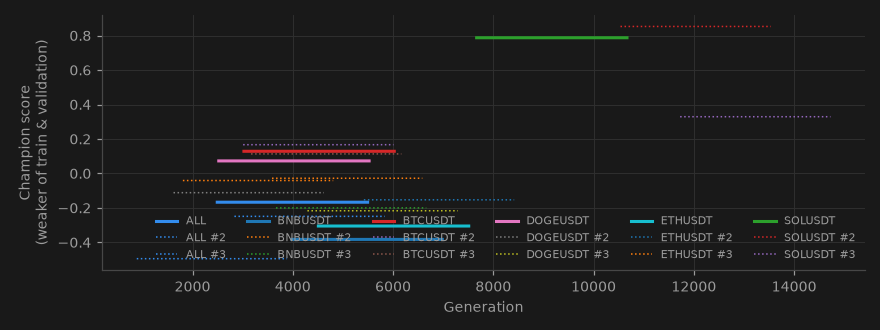 Champion score
(weaker of train & validation)
0.8
0.6
0.4
0.2
0.0
−0.2
−0.4
ALL BNBUSDT BTCUSDT DOGEUSDT ETHUSDT SOLUSDT
ALL #2 BNBUSDT #2 BTCUSDT #2 DOGEUSDT #2 ETHUSDT #2 SOLUSDT #2
ALL #3 BNBUSDT #3 BTCUSDT #3 DOGEUSDT #3 ETHUSDT #3 SOLUSDT #3
2000 4000 6000 8000 10000 12000 14000
Generation